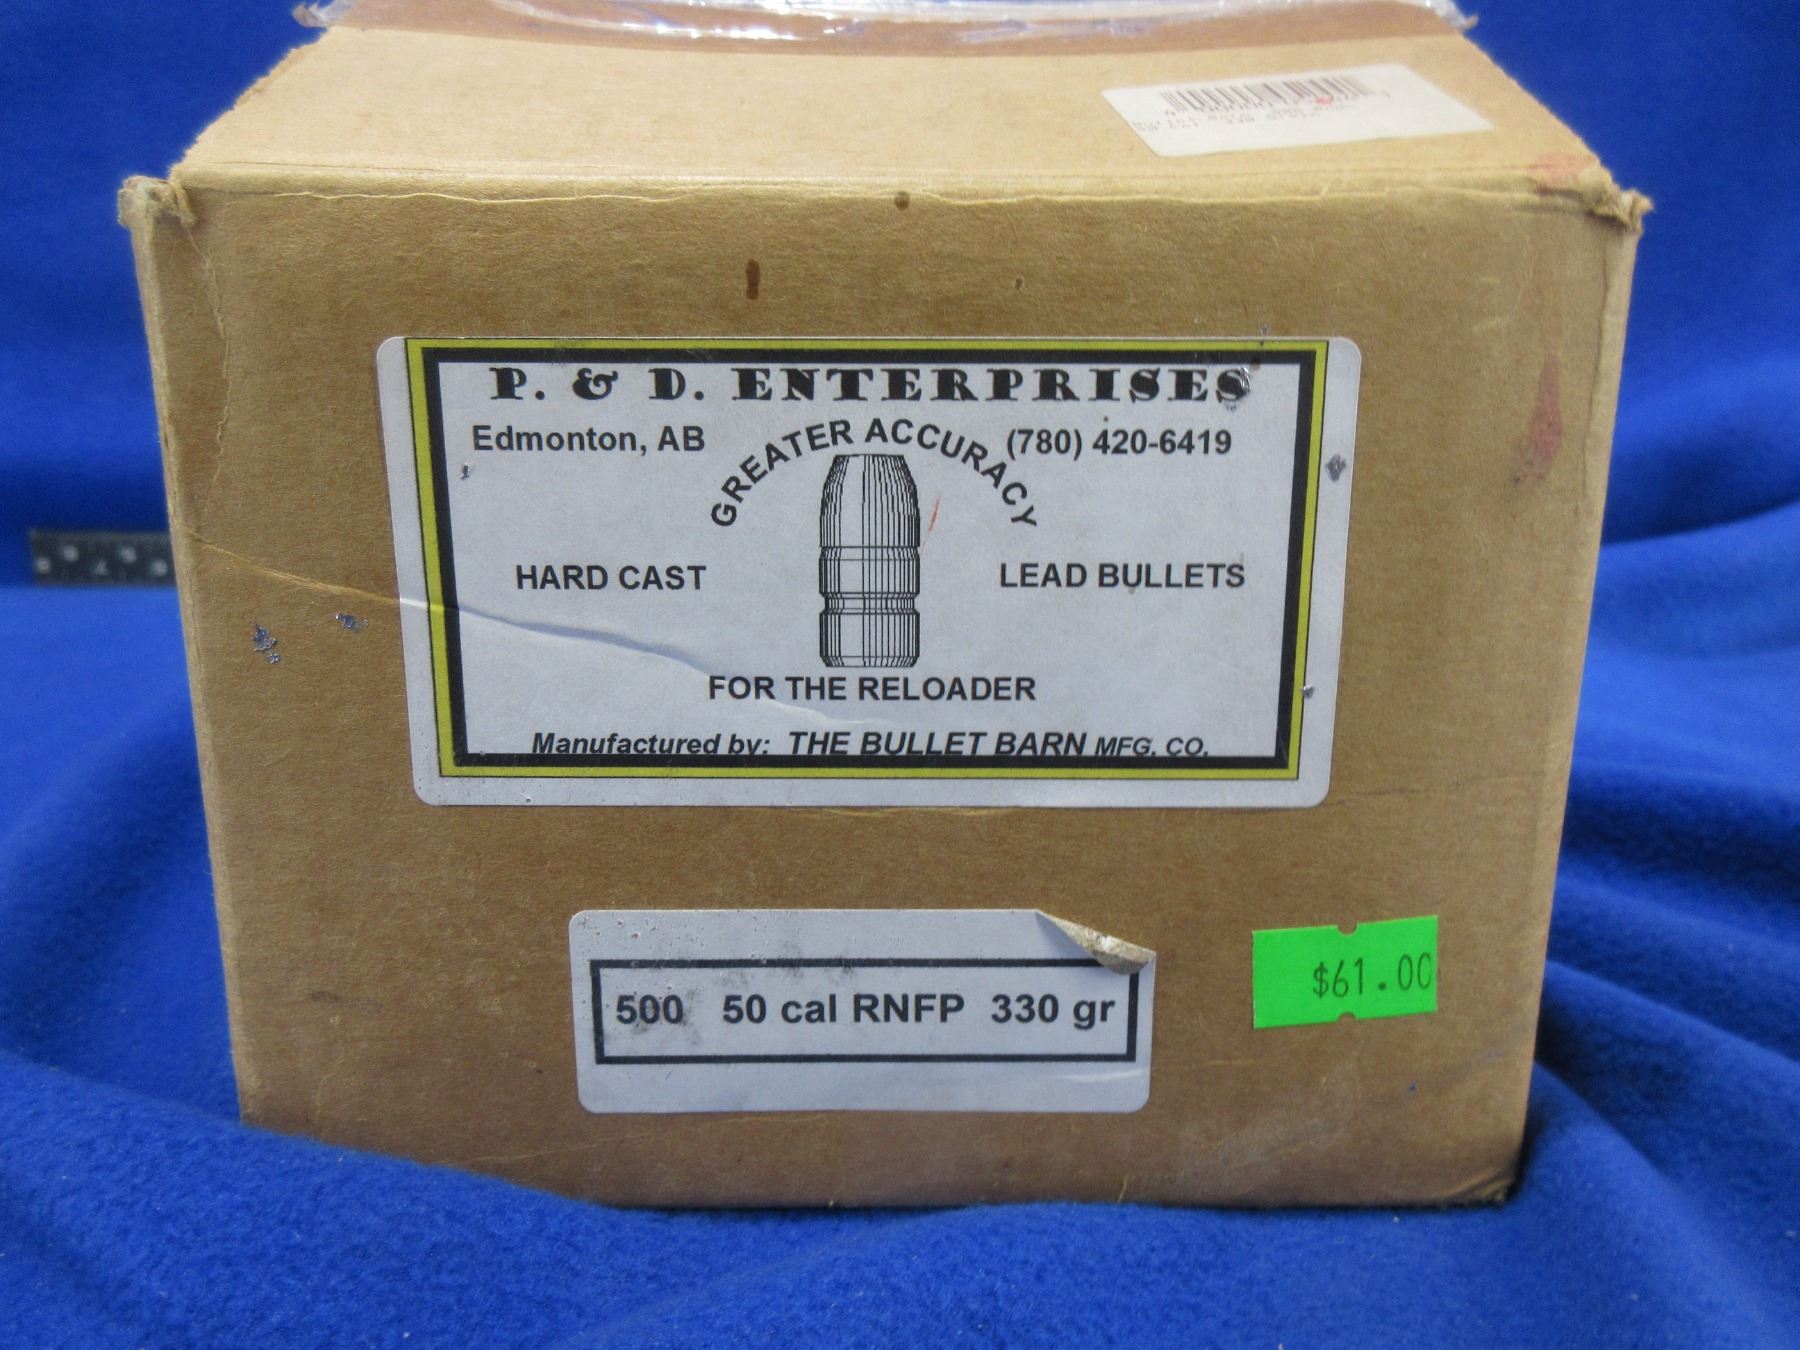 P. & D. ENTERPRISES
Edmonton, AB
(780) 420-6419
GREATER ACCURACY
HARD CAST
LEAD BULLETS
FOR THE RELOADER
Manufactured by: THE BULLET BARN MFG. CO.
500 50 cal RNFP 330 gr
$61.00